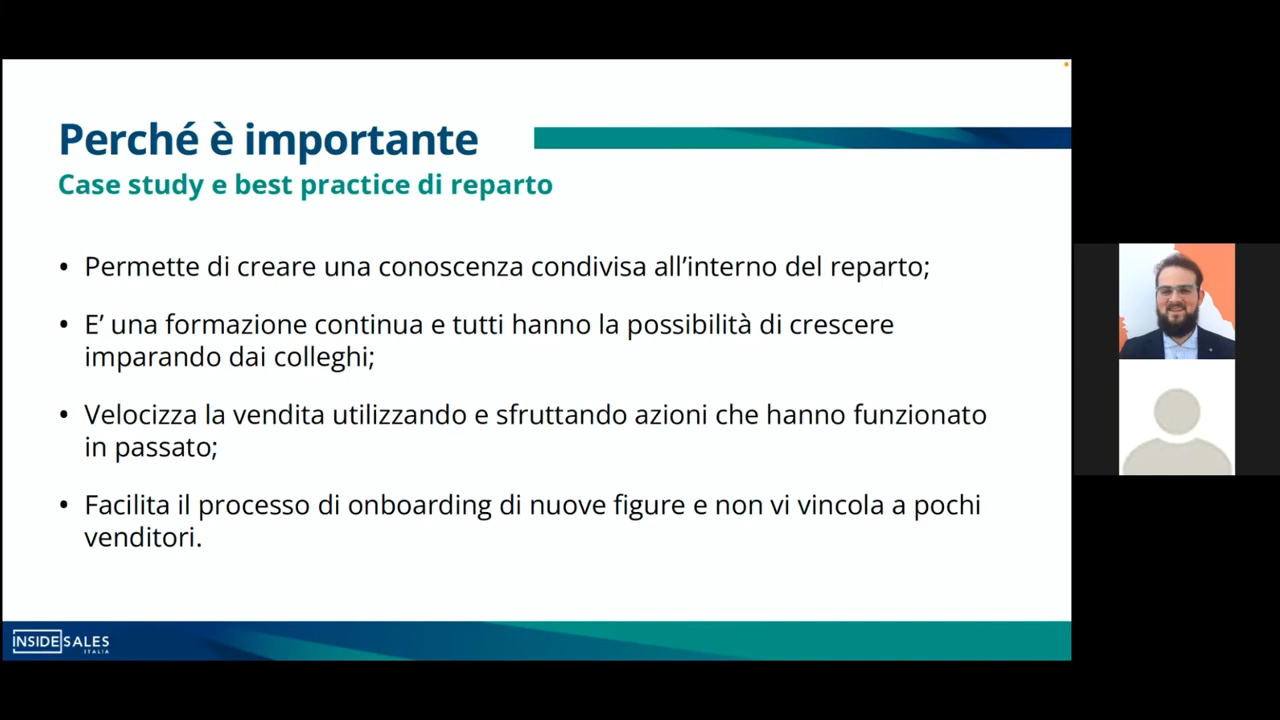 Perché è importante
Case study e best practice di reparto
• Permette di creare una conoscenza condivisa all’interno del reparto;
• E’ una formazione continua e tutti hanno la possibilità di crescere
imparando dai colleghi;
• Velocizza la vendita utilizzando e sfruttando azioni che hanno funzionato
in passato;
• Facilita il processo di onboarding di nuove figure e non vi vincola a pochi
venditori.
INSIDE SALES
ITALIA